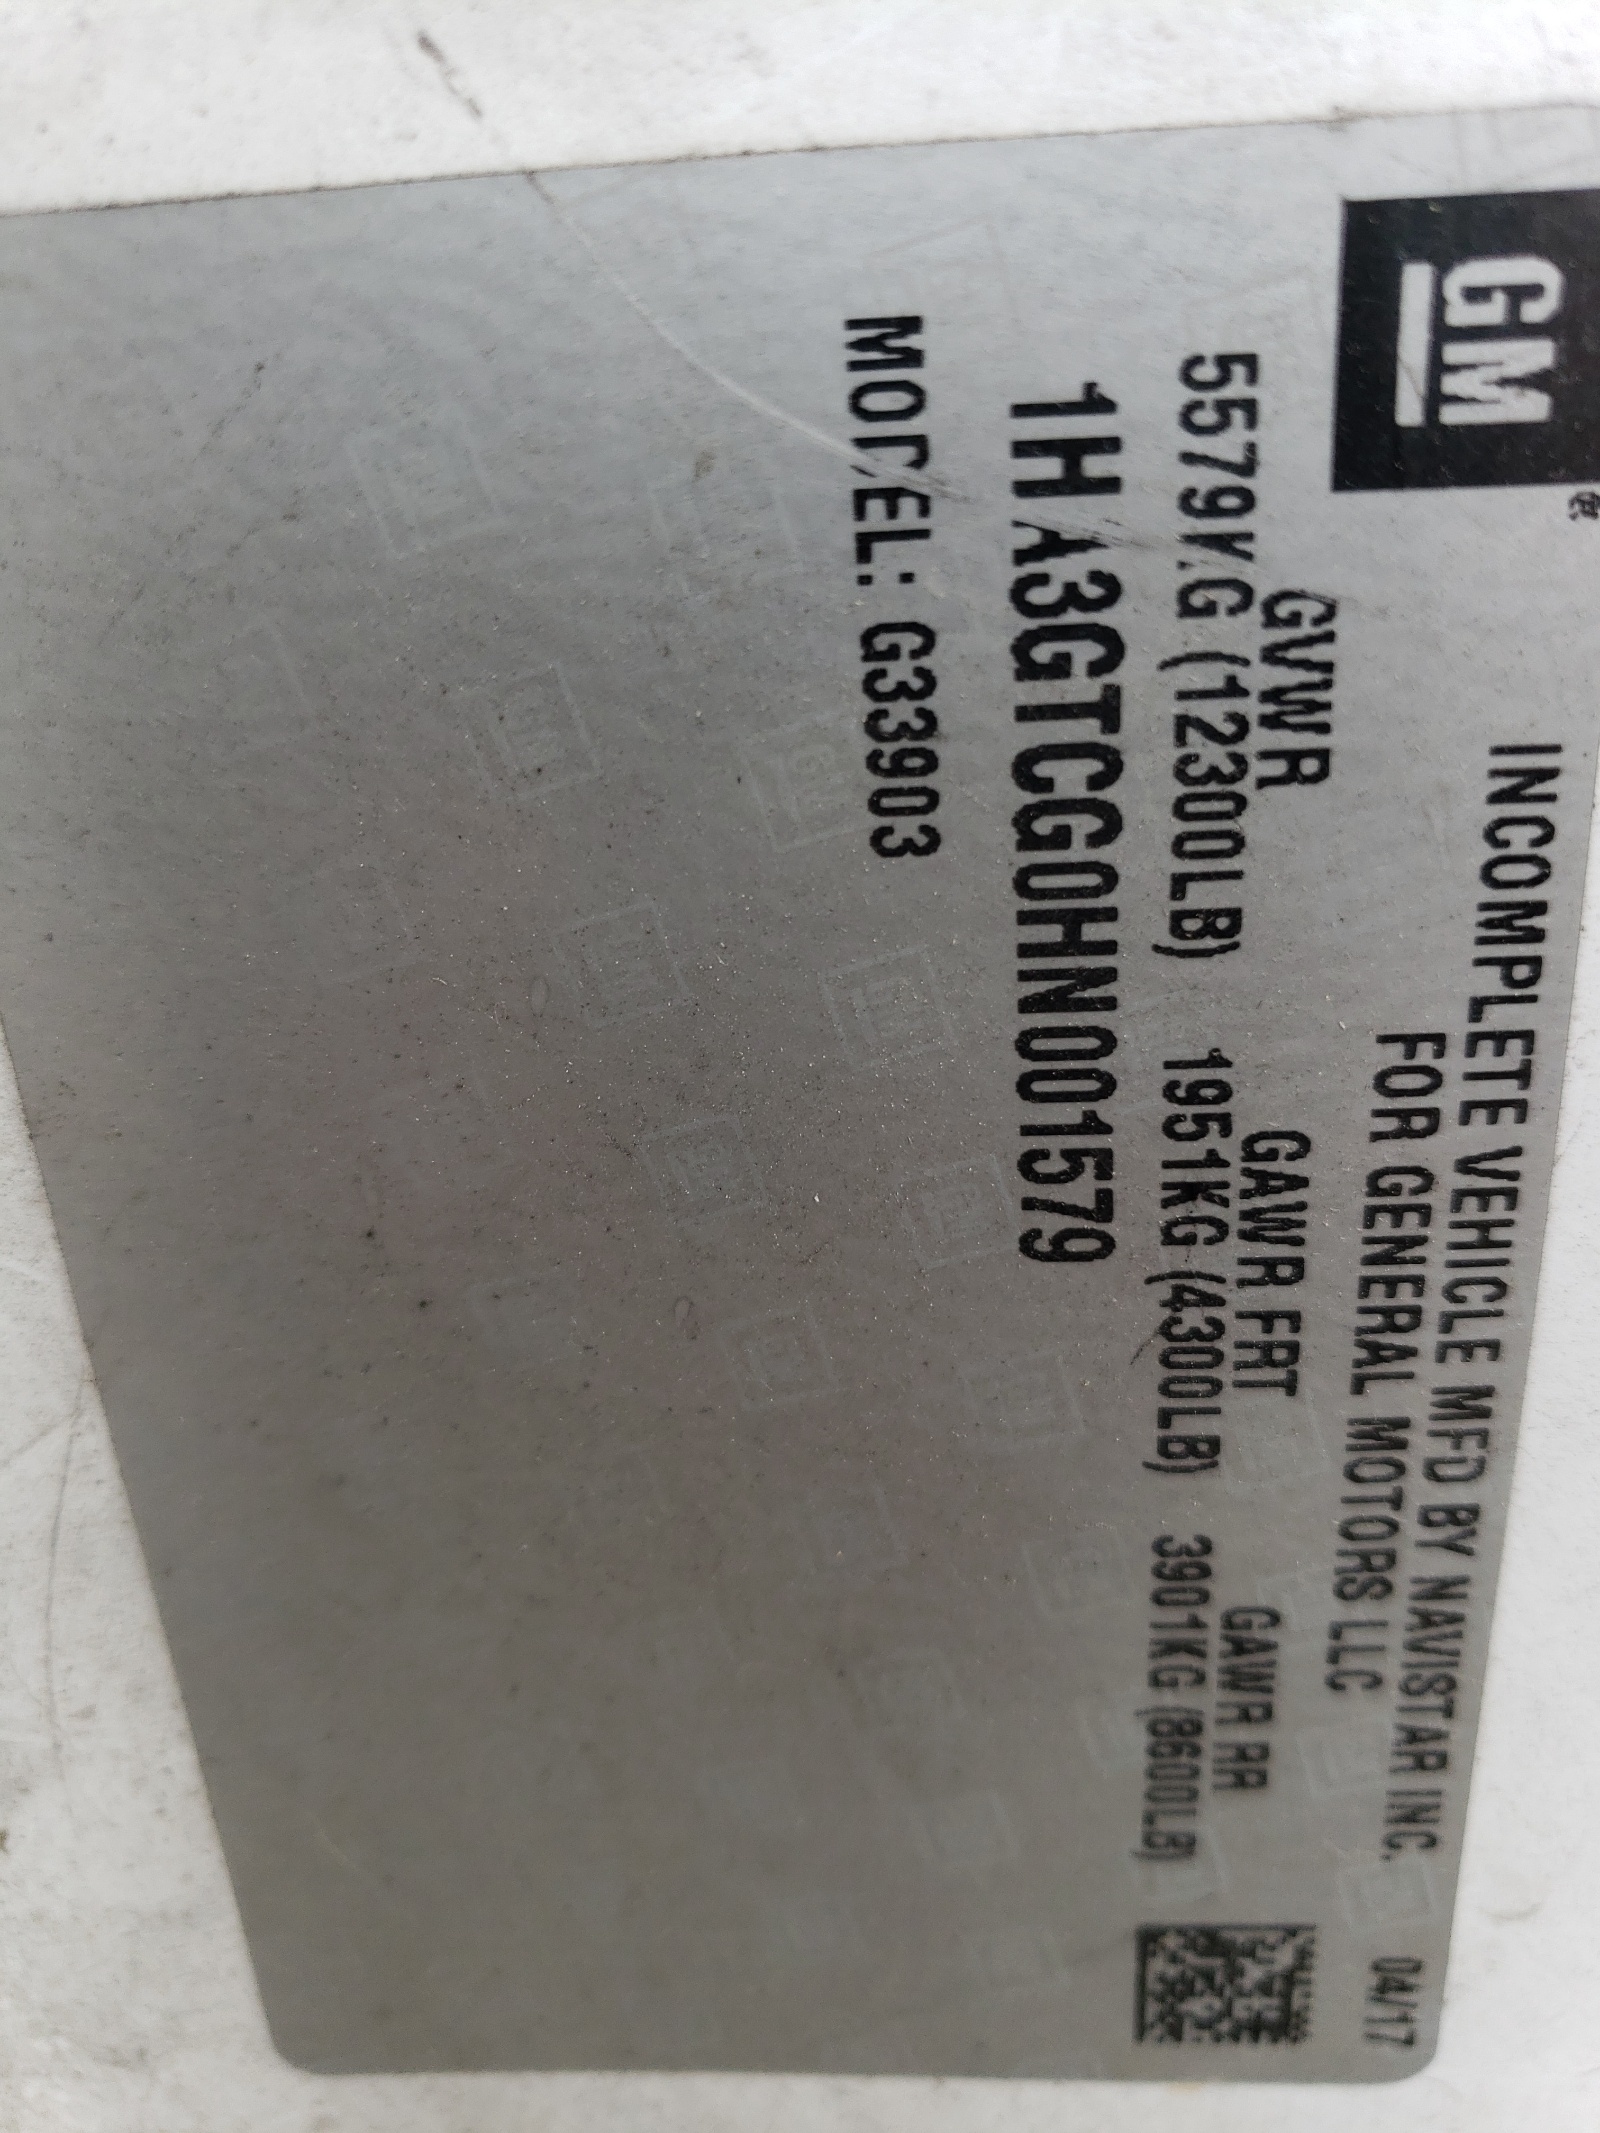 GM®
INCOMPLETE VEHICLE MFD BY NAVISTAR INC. 04/17
FOR GENERAL MOTORS LLC
GVWR GAWR FRT GAWR RR
5579KG (12300LB) 1951KG (4300LB) 3901KG (8600LB)
1HA3GTCG0HN001579
MODEL: G33903